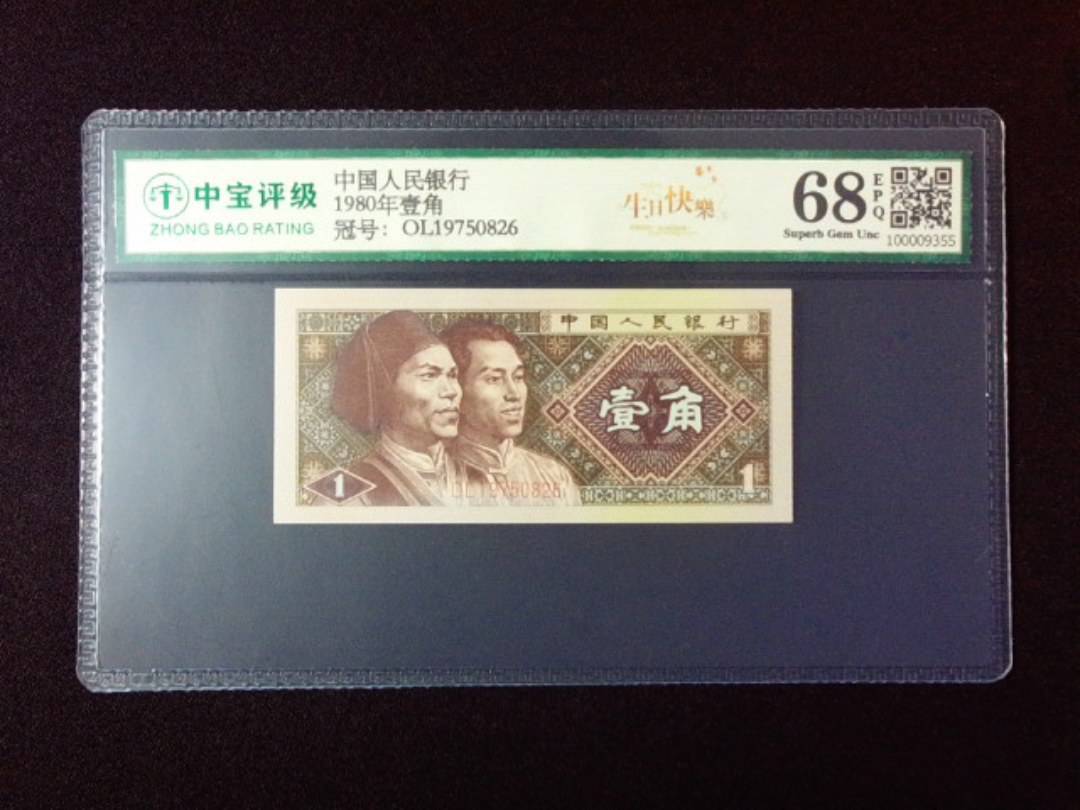 中宝评级
ZHONG BAO RATING
中国人民银行
1980年壹角
冠号: OL19750826
生日快樂
68
EPQ
Superb Gem Unc
100009355
中国人民银行
壹角
1
OL19750826
1